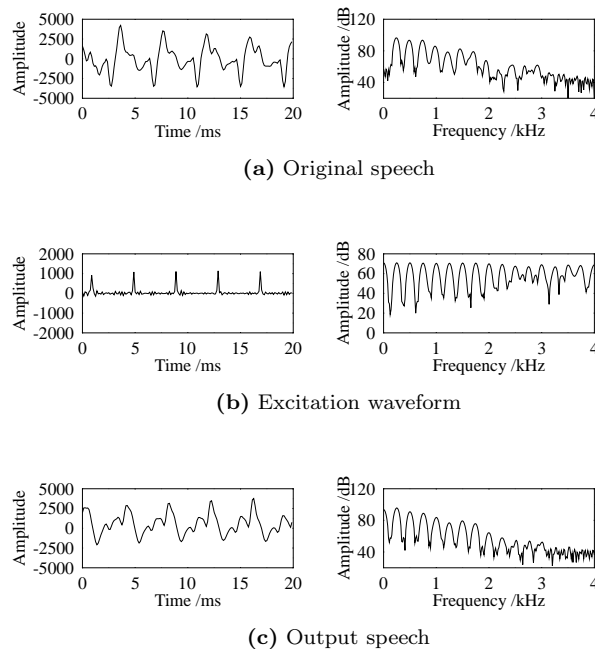 Amplitude
5000
2500
0
-2500
-5000
0 5 10 15 20
Time /ms
Amplitude /dB
120
80
40
0 1 2 3 4
Frequency /kHz
(a) Original speech
Amplitude
2000
1000
0
-1000
-2000
0 5 10 15 20
Time /ms
Amplitude /dB
80
60
40
20
0
0 1 2 3 4
Frequency /kHz
(b) Excitation waveform
Amplitude
5000
2500
0
-2500
-5000
0 5 10 15 20
Time /ms
Amplitude /dB
120
80
40
0 1 2 3 4
Frequency /kHz
(c) Output speech